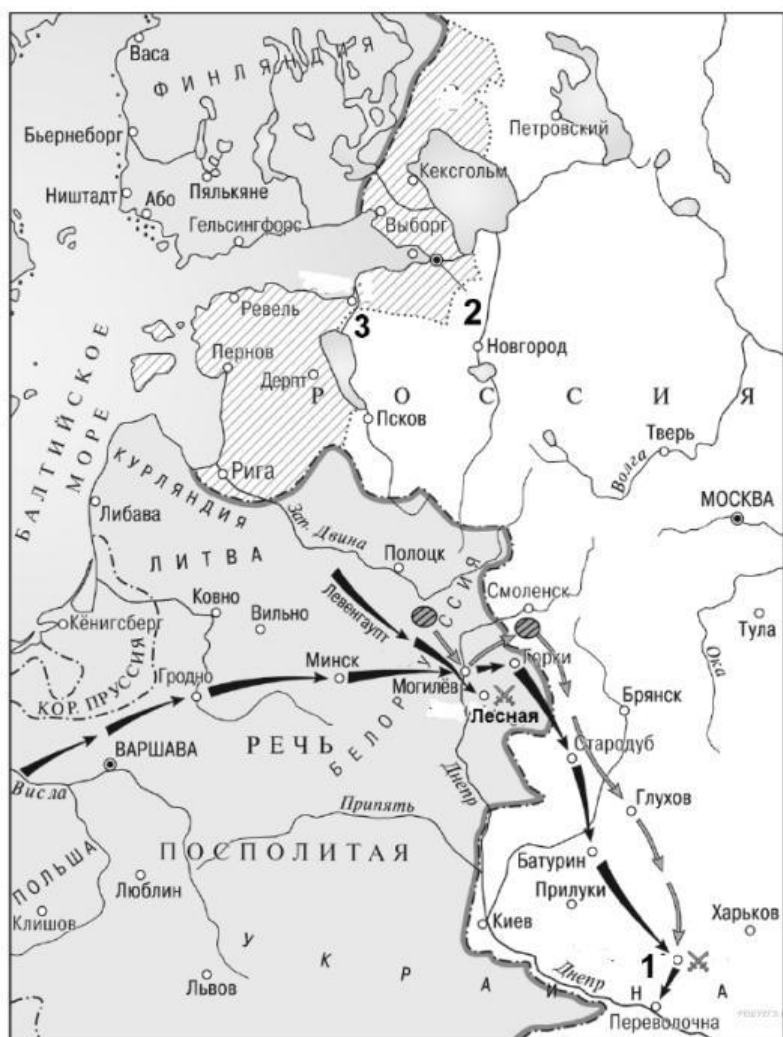 Васа
ФИНЛЯНДИЯ
Петровский
Бьернеборг
Кексгольм
Ништадт
Або
Пялькяне
Гельсингфорс
Выборг
2
Ревель
3
Новгород
Пернов
Дерпт
РОССИЯ
Псков
БАЛТИЙСКОЕ
МОРЕ
Тверь
Волга
Рига
КУРЛЯНДИЯ
МОСКВА
Либава
Зап. Двина
Полоцк
ЛИТВА
Смоленск
Левенгаупт
БЕЛОРУССИЯ
Ковно
Вильно
Тула
Кёнигсберг
Ока
КОР. ПРУССИЯ
Гродно
Минск
Могилёв
Горки
Лесная
Брянск
ВАРШАВА
РЕЧЬ
Стародуб
Висла
Днепр
Глухов
Припять
ПОСПОЛИТАЯ
Батурин
ПОЛЬША
Люблин
Прилуки
Клишов
Киев
Харьков
УКРАИНА
1
Львов
Днепр
Переволочна